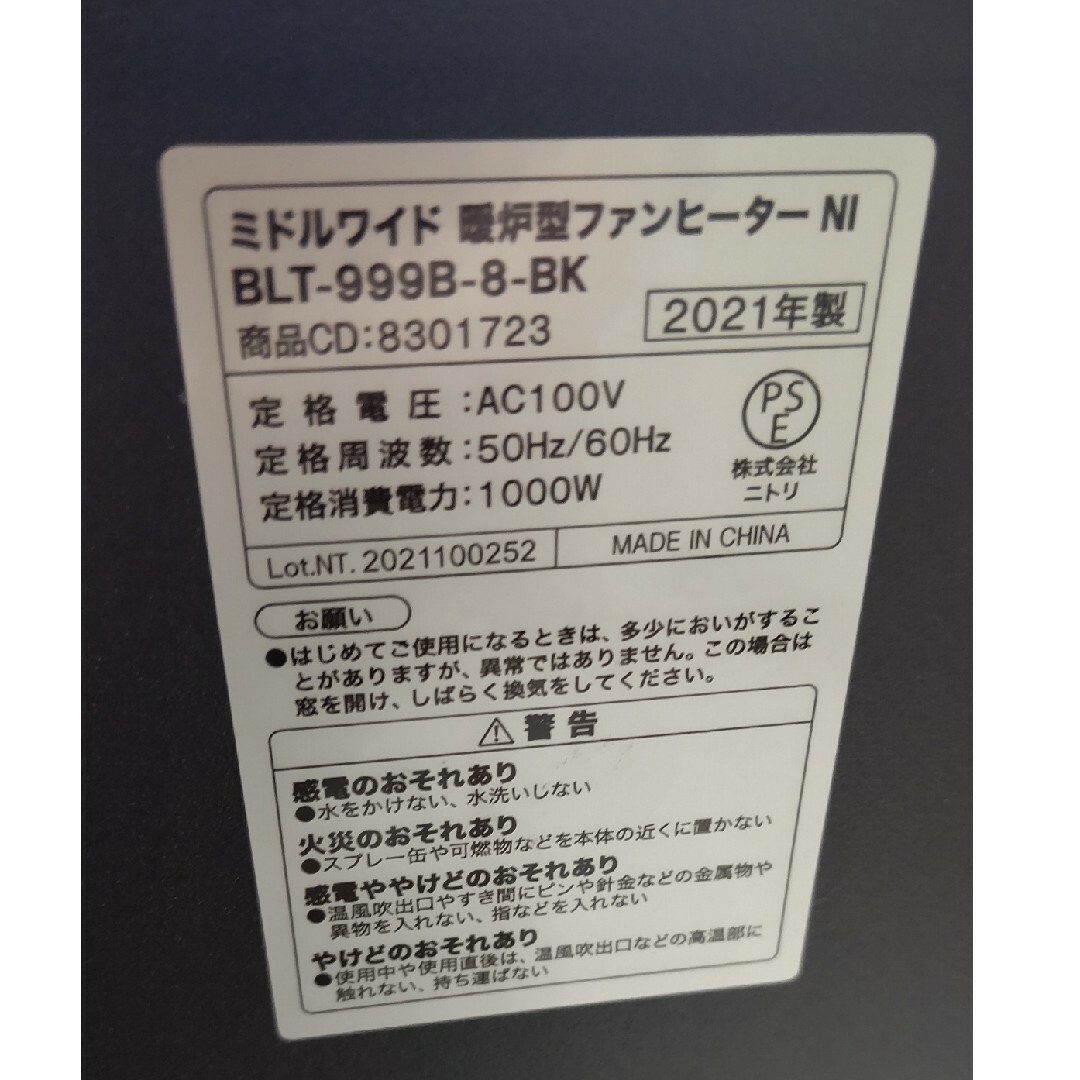 ミドルワイド 暖炉型ファンヒーター NI
BLT-999B-8-BK
商品CD:8301723
2021年製
定格電圧:AC100V
定格周波数:50Hz/60Hz
定格消費電力:1000W
PSE
株式会社
ニトリ
Lot.NT. 2021100252
MADE IN CHINA
お願い
●はじめてご使用になるときは、多少においがするこ
とがありますが、異常ではありません。この場合は
窓を開け、しばらく換気をしてください。
⚠警告
感電のおそれあり
●水をかけない、水洗いしない
火災のおそれあり
●スプレー缶や可燃物などを本体の近くに置かない
感電ややけどのおそれあり
●温風吹出口やすき間にピンや針金などの金属物や
異物を入れない、指などを入れない
やけどのおそれあり
●使用中や使用直後は、温風吹出口などの高温部に
触れない、持ち運ばない